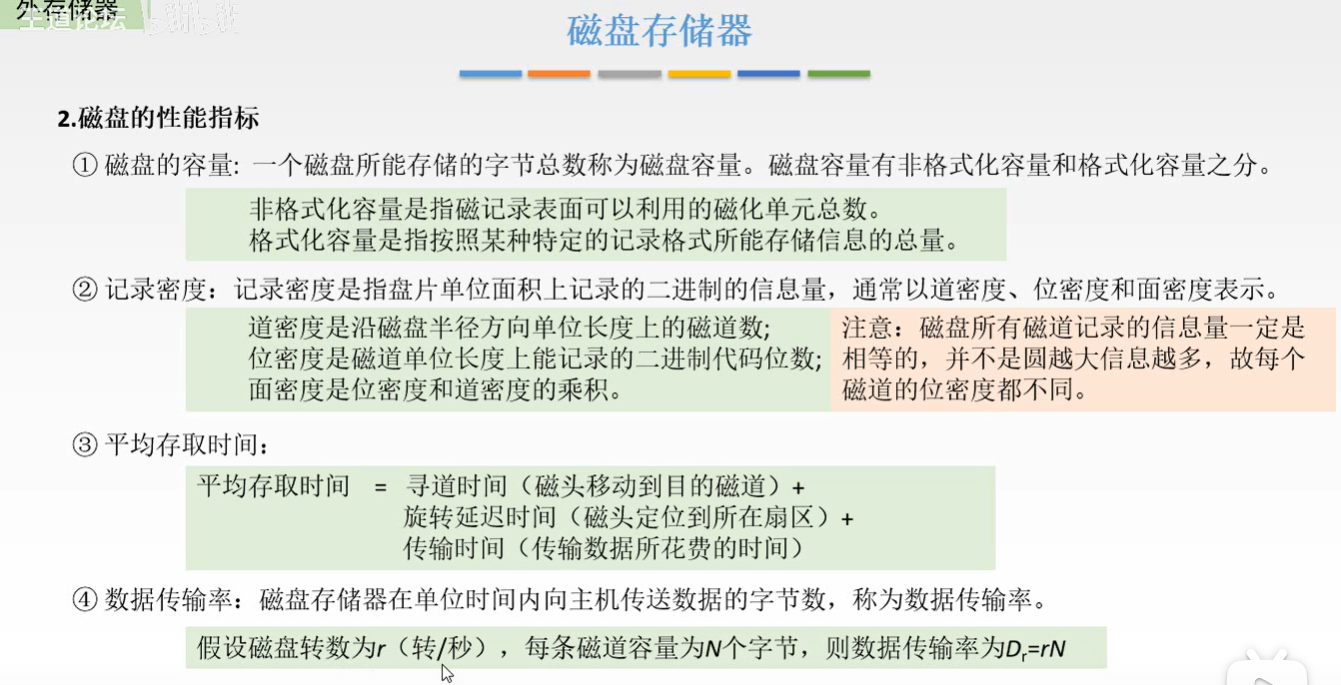 外存储器
王道论坛
磁盘存储器
2.磁盘的性能指标
① 磁盘的容量: 一个磁盘所能存储的字节总数称为磁盘容量。磁盘容量有非格式化容量和格式化容量之分。
非格式化容量是指磁记录表面可以利用的磁化单元总数。
格式化容量是指按照某种特定的记录格式所能存储信息的总量。
② 记录密度：记录密度是指盘片单位面积上记录的二进制的信息量，通常以道密度、位密度和面密度表示。
道密度是沿磁盘半径方向单位长度上的磁道数;
位密度是磁道单位长度上能记录的二进制代码位数;
面密度是位密度和道密度的乘积。
注意：磁盘所有磁道记录的信息量一定是
相等的，并不是圆越大信息越多，故每个
磁道的位密度都不同。
③ 平均存取时间：
平均存取时间 = 寻道时间（磁头移动到目的磁道）+
旋转延迟时间（磁头定位到所在扇区）+
传输时间（传输数据所花费的时间）
④ 数据传输率：磁盘存储器在单位时间内向主机传送数据的字节数，称为数据传输率。
假设磁盘转数为r（转/秒），每条磁道容量为N个字节，则数据传输率为Dr=rN